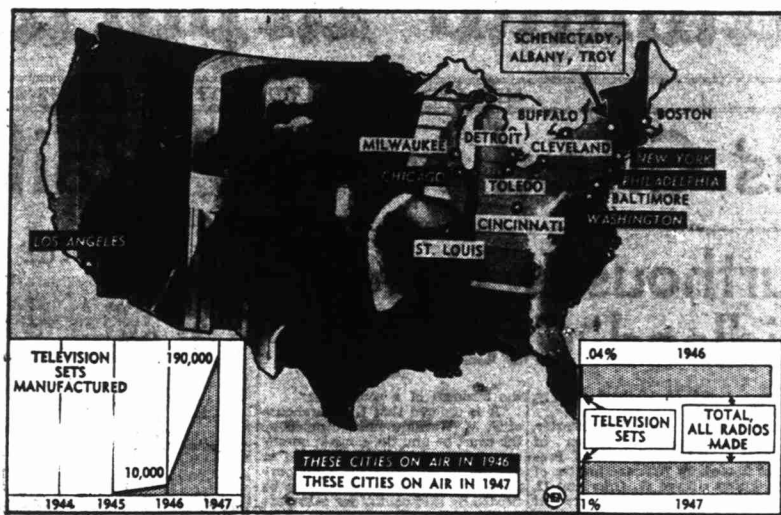 SCHENECTADY,
ALBANY, TROY
BUFFALO
BOSTON
MILWAUKEE
DETROIT
CLEVELAND
NEW YORK
CHICAGO
TOLEDO
PHILADELPHIA
BALTIMORE
CINCINNATI
WASHINGTON
LOS ANGELES
ST. LOUIS
TELEVISION
SETS
MANUFACTURED
190,000
10,000
1944 1945 1946 1947
THESE CITIES ON AIR IN 1946
THESE CITIES ON AIR IN 1947
NEA
.04% 1946
TELEVISION
SETS
TOTAL,
ALL RADIOS
MADE
1% 1947